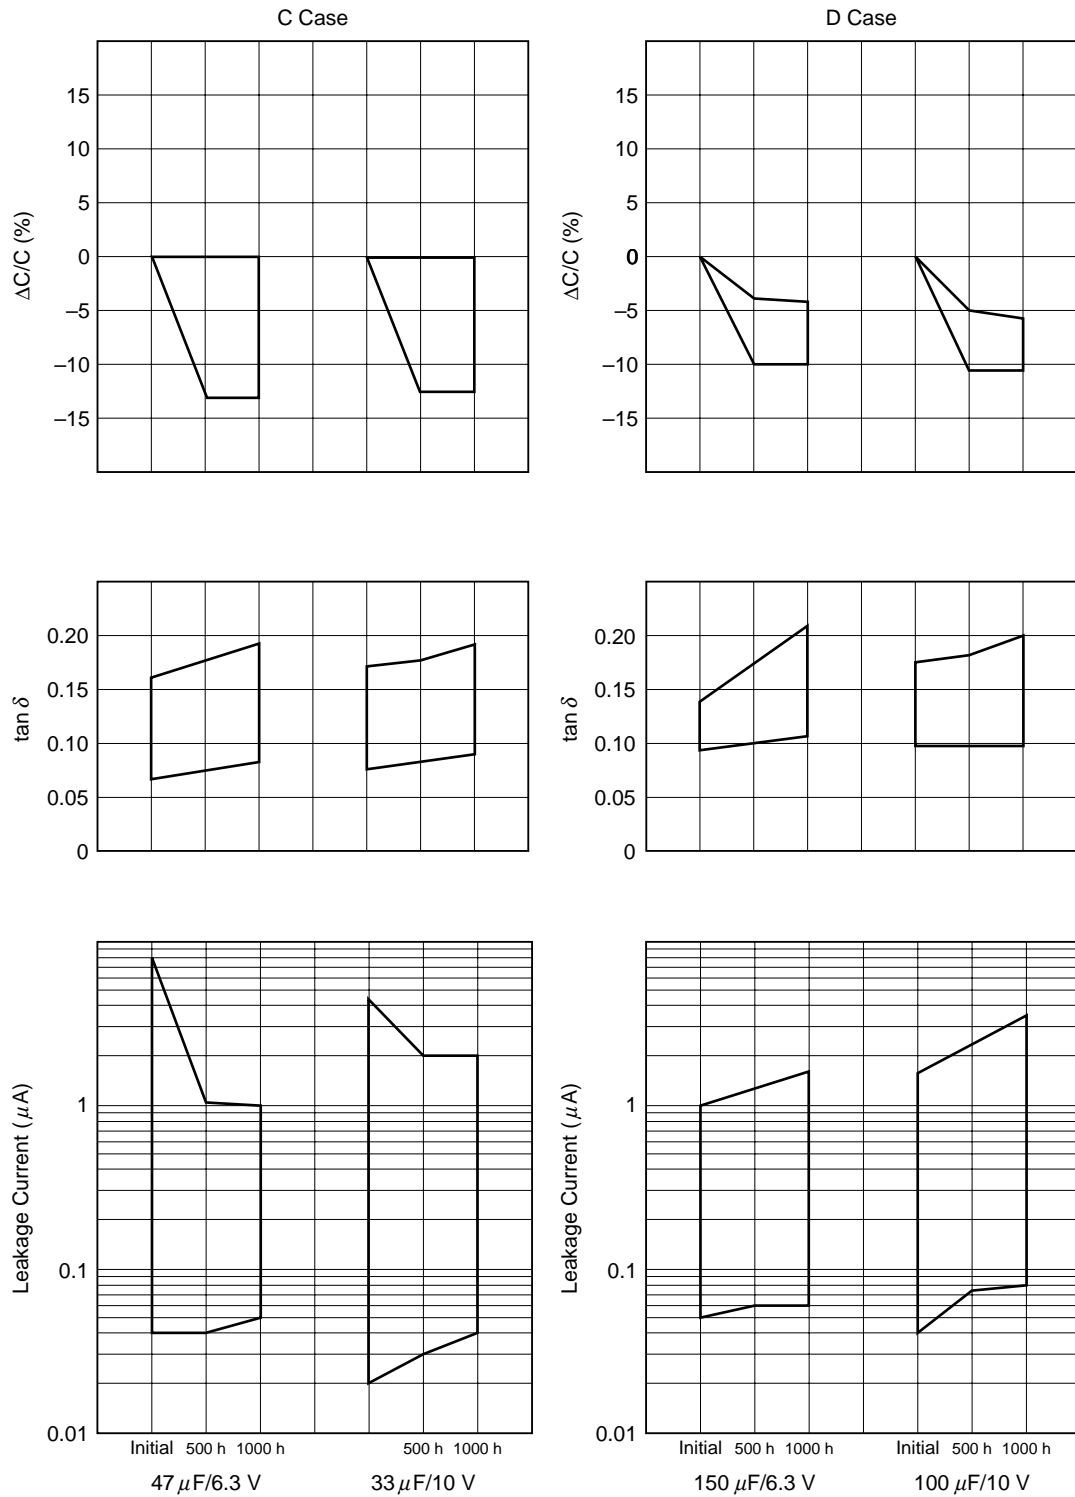 C Case
D Case
ΔC/C (%)
15
10
5
0
–5
–10
–15
ΔC/C (%)
15
10
5
0
–5
–10
–15
tan δ
0.20
0.15
0.10
0.05
0
tan δ
0.20
0.15
0.10
0.05
0
Leakage Current (μA)
1
0.1
0.01
Leakage Current (μA)
1
0.1
0.01
Initial 500 h 1000 h
500 h 1000 h
Initial 500 h 1000 h
Initial 500 h 1000 h
47 μF/6.3 V
33 μF/10 V
150 μF/6.3 V
100 μF/10 V